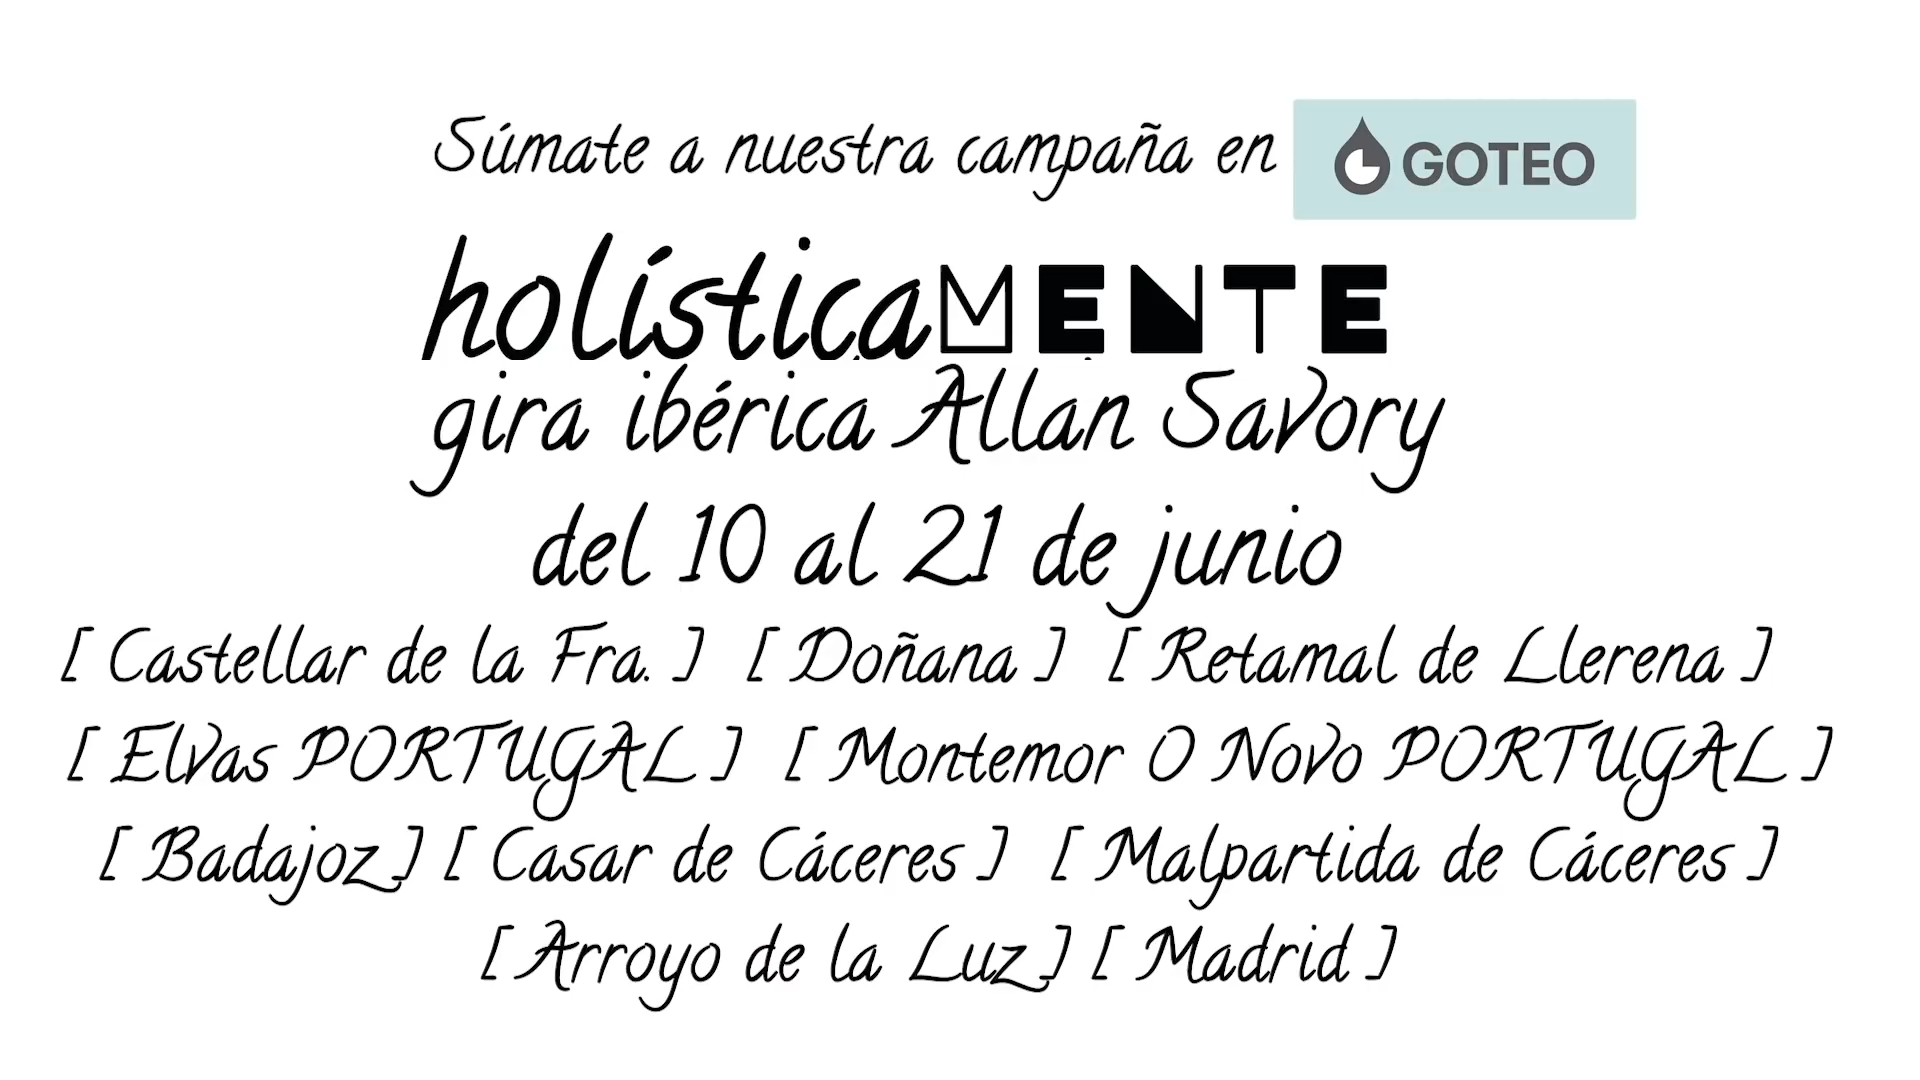 Súmate a nuestra campaña en GOTEO
holísticaMENTE
gira ibérica Allan Savory
del 10 al 21 de junio
[ Castellar de la Fra. ] [ Doñana ] [ Retamal de Llerena ]
[ Elvas PORTUGAL ] [ Montemor O Novo PORTUGAL ]
[ Badajoz ] [ Casar de Cáceres ] [ Malpartida de Cáceres ]
[ Arroyo de la Luz ] [ Madrid ]